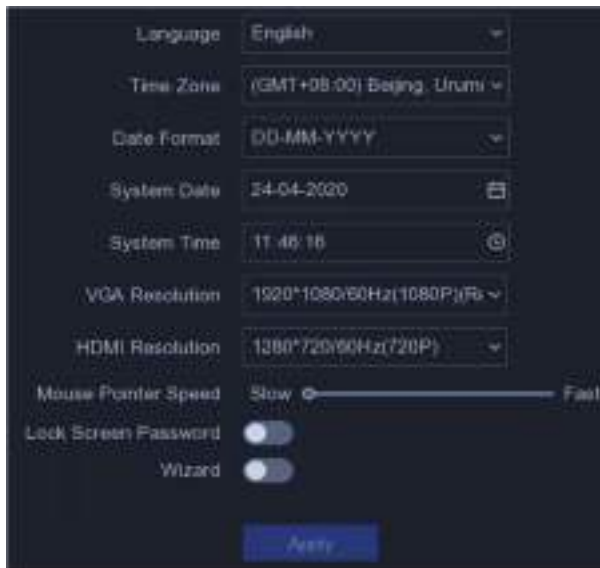 Language English
Time Zone (GMT+08:00) Beijing, Urumi
Date Format DD-MM-YYYY
System Date 24-04-2020
System Time 11:46:16
VGA Resolution 1920*1080/60Hz(1080P)(Re
HDMI Resolution 1280*720/60Hz(720P)
Mouse Pointer Speed Slow Fast
Lock Screen Password
Wizard
Apply